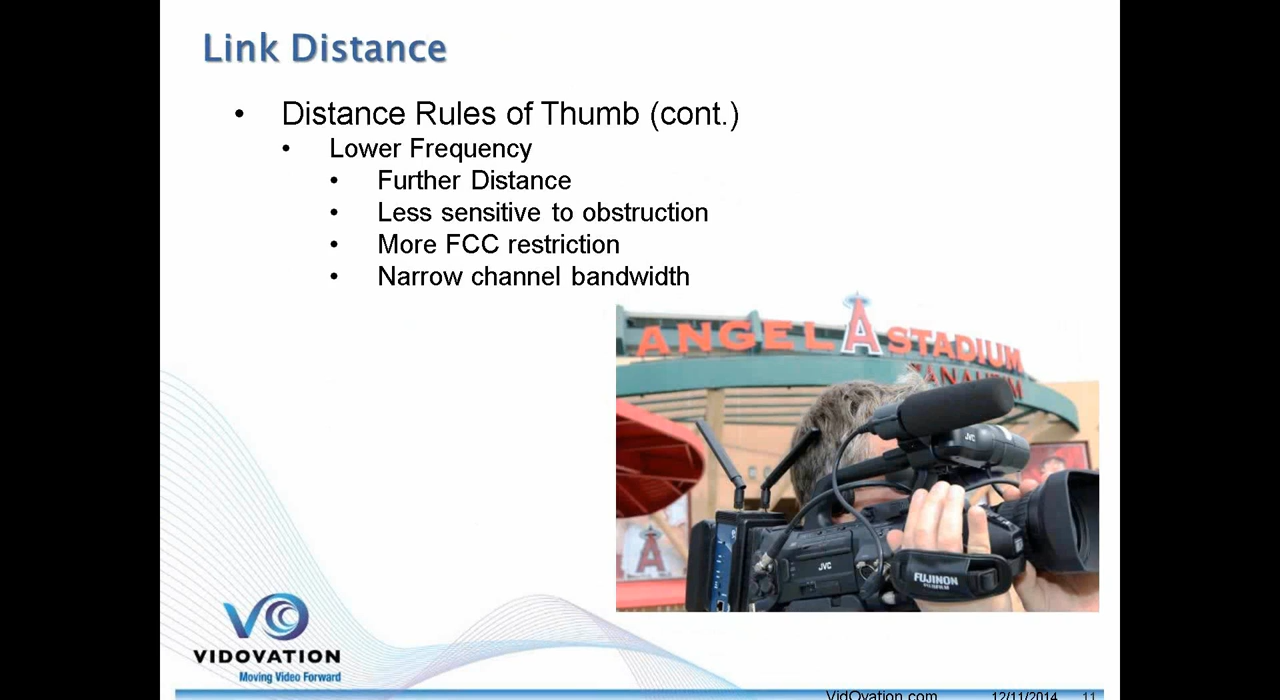 Link Distance
• Distance Rules of Thumb (cont.)
• Lower Frequency
• Further Distance
• Less sensitive to obstruction
• More FCC restriction
• Narrow channel bandwidth
ANGEL A STADIUM
JVC
JVC
FUJINON
VIDOVATION
Moving Video Forward
VidOvation.com 12/11/2014 11